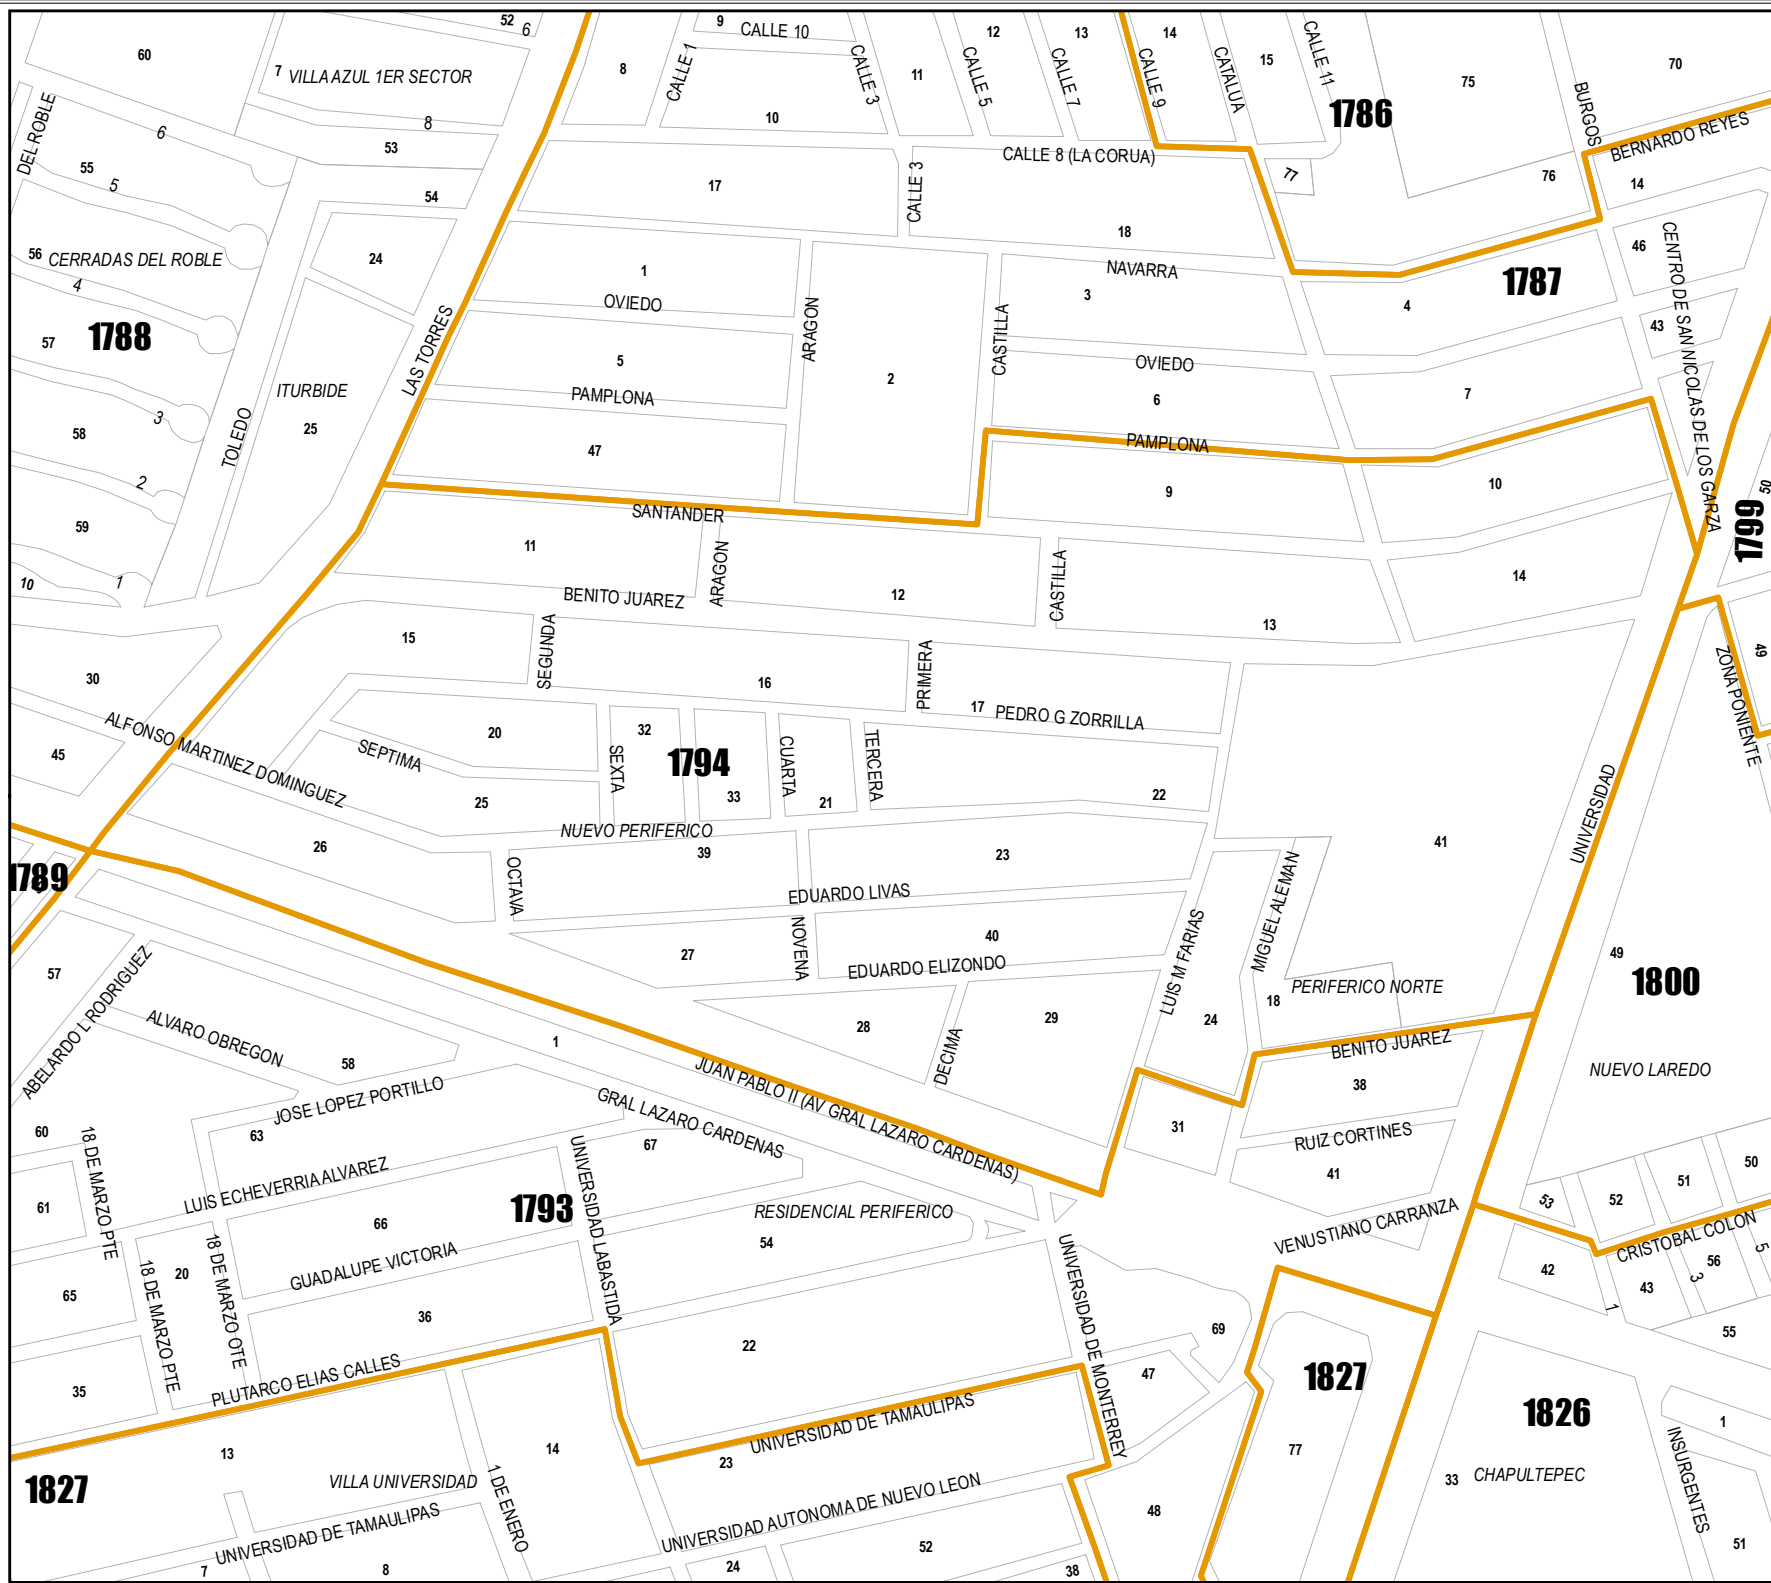 52
6
9
CALLE 10
12
13
14
CALLE 11
60
7
VILLA AZUL 1ER SECTOR
8
CALLE 1
CALLE 3
11
CALLE 5
CALLE 7
CALLE 9
CATALUA
15
75
BURGOS
70
DEL ROBLE
6
8
53
10
1786
CALLE 8 (LA CORUA)
BERNARDO REYES
55
5
54
17
CALLE 3
77
76
14
56
CERRADAS DEL ROBLE
24
18
46
CENTRO DE SAN NICOLAS DE LOS GARZA
4
1
NAVARRA
1787
OVIEDO
3
4
57
1788
LAS TORRES
ARAGON
CASTILLA
43
5
OVIEDO
2
ITURBIDE
PAMPLONA
6
7
3
25
58
TOLEDO
47
PAMPLONA
2
9
10
50
59
SANTANDER
1799
11
ARAGON
CASTILLA
14
10
1
BENITO JUAREZ
12
13
15
SEGUNDA
PRIMERA
49
30
16
17
PEDRO G ZORRILLA
ZONA PONIENTE
ALFONSO MARTINEZ DOMINGUEZ
20
32
45
SEPTIMA
SEXTA
1794
CUARTA
TERCERA
25
33
21
22
UNIVERSIDAD
NUEVO PERIFERICO
26
39
23
41
1789
OCTAVA
EDUARDO LIVAS
MIGUEL ALEMAN
NOVENA
40
LUIS M FARIAS
27
49
57
EDUARDO ELIZONDO
1800
ABELARDO L RODRIGUEZ
18
PERIFERICO NORTE
ALVARO OBREGON
28
29
24
1
DECIMA
BENITO JUAREZ
58
JUAN PABLO II (AV GRAL LAZARO CARDENAS)
NUEVO LAREDO
GRAL LAZARO CARDENAS
38
JOSE LOPEZ PORTILLO
60
18 DE MARZO PTE
63
67
31
RUIZ CORTINES
LUIS ECHEVERRIA ALVAREZ
UNIVERSIDAD LABASTIDA
41
50
51
61
1793
52
53
66
RESIDENCIAL PERIFERICO
VENUSTIANO CARRANZA
CRISTOBAL COLON
18 DE MARZO PTE
20
18 DE MARZO OTE
GUADALUPE VICTORIA
54
UNIVERSIDAD DE MONTERREY
42
56
5
65
3
43
36
1
22
69
55
35
PLUTARCO ELIAS CALLES
47
1827
UNIVERSIDAD DE TAMAULIPAS
1826
1
13
14
23
77
INSURGENTES
VILLA UNIVERSIDAD
1 DE ENERO
33
CHAPULTEPEC
1827
UNIVERSIDAD AUTONOMA DE NUEVO LEON
48
UNIVERSIDAD DE TAMAULIPAS
52
51
7
8
24
38